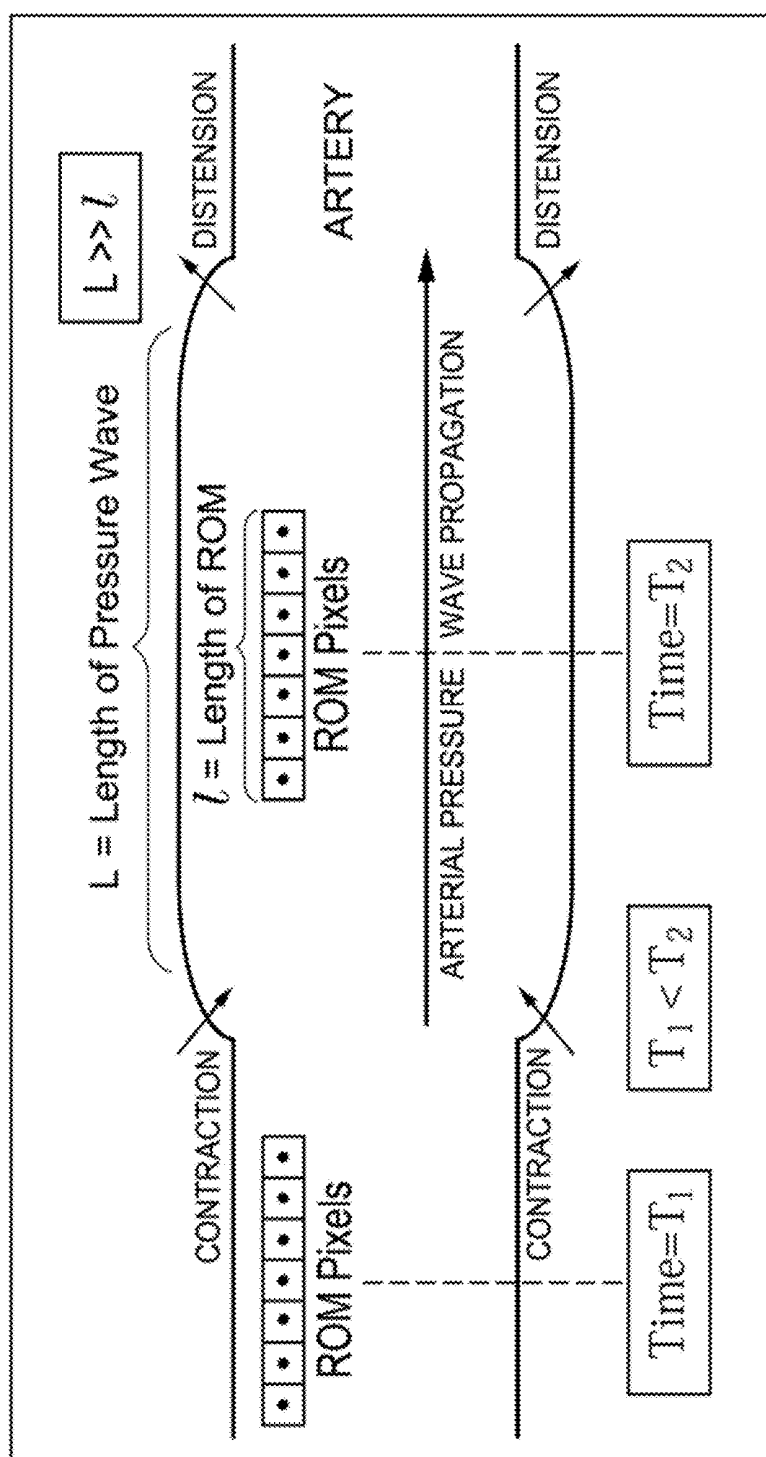 L = Length of Pressure Wave
L >> l
CONTRACTION
DISTENSION
l = Length of ROM
ROM Pixels
ROM Pixels
ARTERY
ARTERIAL PRESSURE WAVE PROPAGATION
CONTRACTION
DISTENSION
Time=T₁
T₁ < T₂
Time=T₂